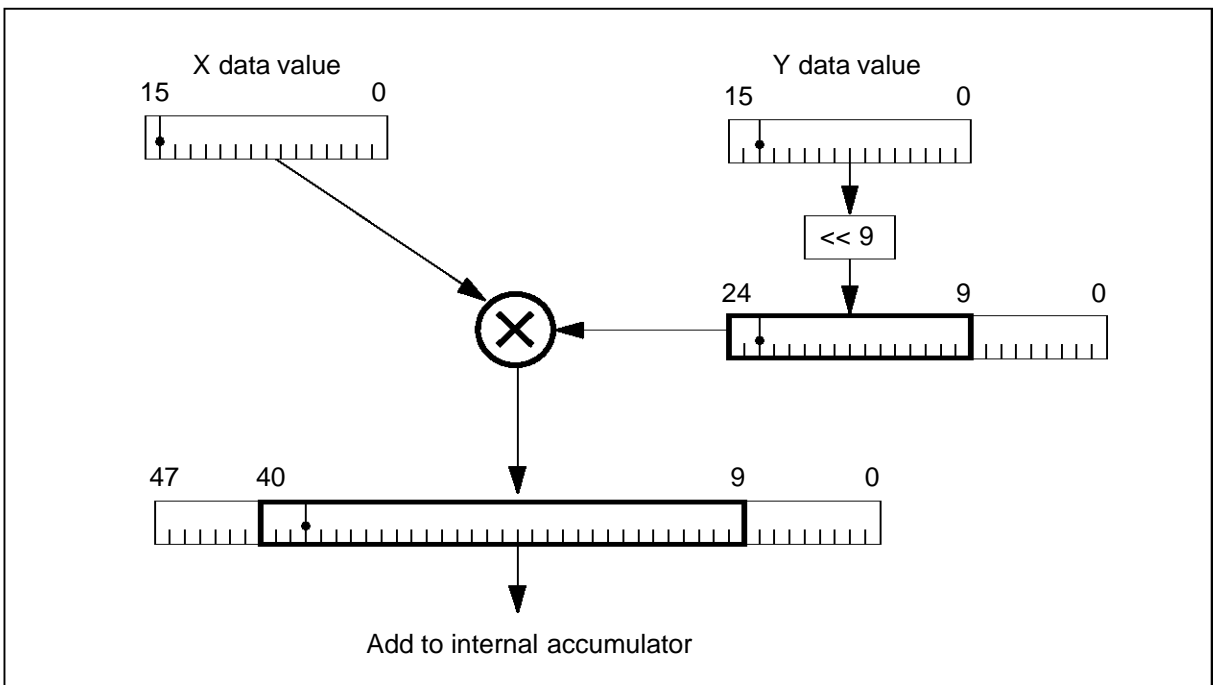 X data value Y data value
15 0 15 0
<< 9
24 9 0
47 40 9 0
Add to internal accumulator